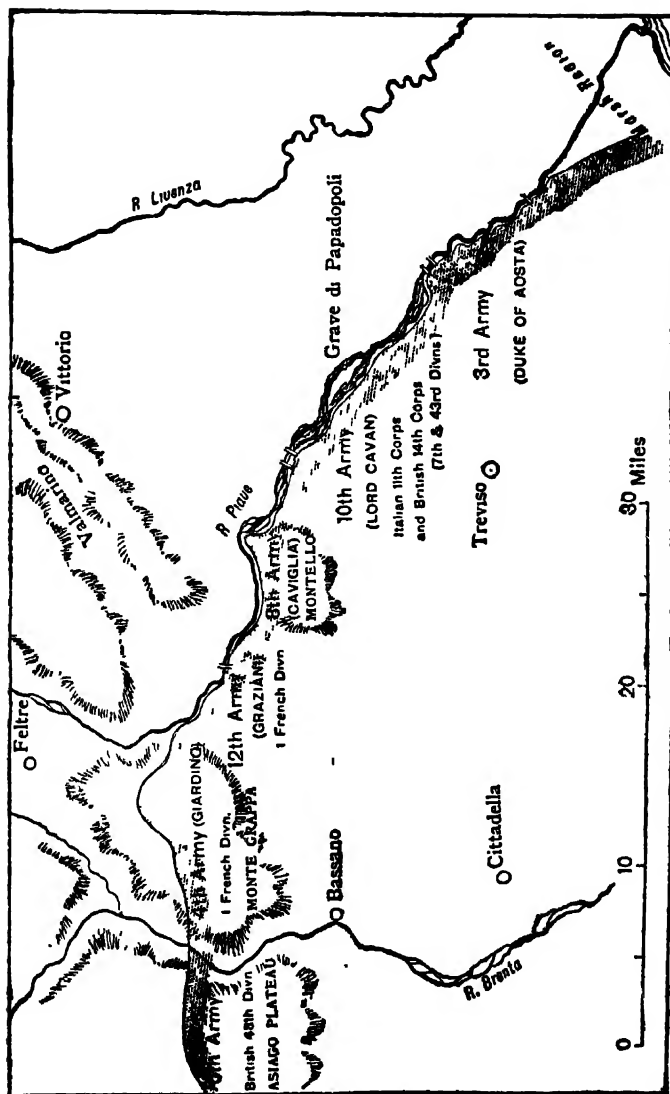 Feltre
Valmarino
Vittorio
R Livenza
R Piave
Grave di Papadopoli
Marsh Region
6th Army
British 48th Divn
ASIAGO PLATEAU
4th Army (GIARDINO)
1 French Divn.
MONTE GRAPPA
12th Army
(GRAZIANI)
1 French Divn
8th Army
(CAVIGLIA)
MONTELLO
10th Army
(LORD CAVAN)
Italian 11th Corps
and British 14th Corps
(7th & 43rd Divns)
3rd Army
(DUKE OF AOSTA)
Bassano
Cittadella
Treviso
R. Brenta
0 10 20 30 Miles